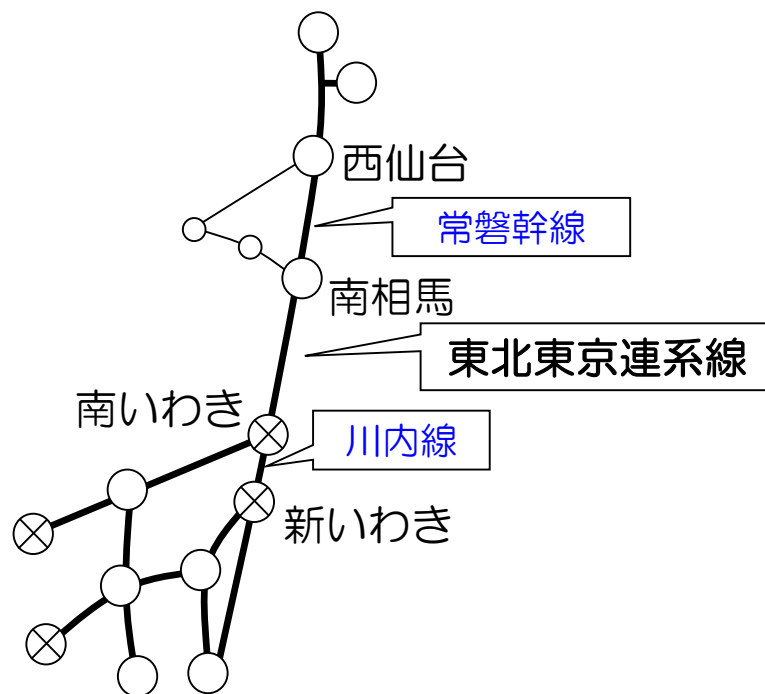 西仙台
常磐幹線
南相馬
東北東京連系線
南いわき
川内線
新いわき